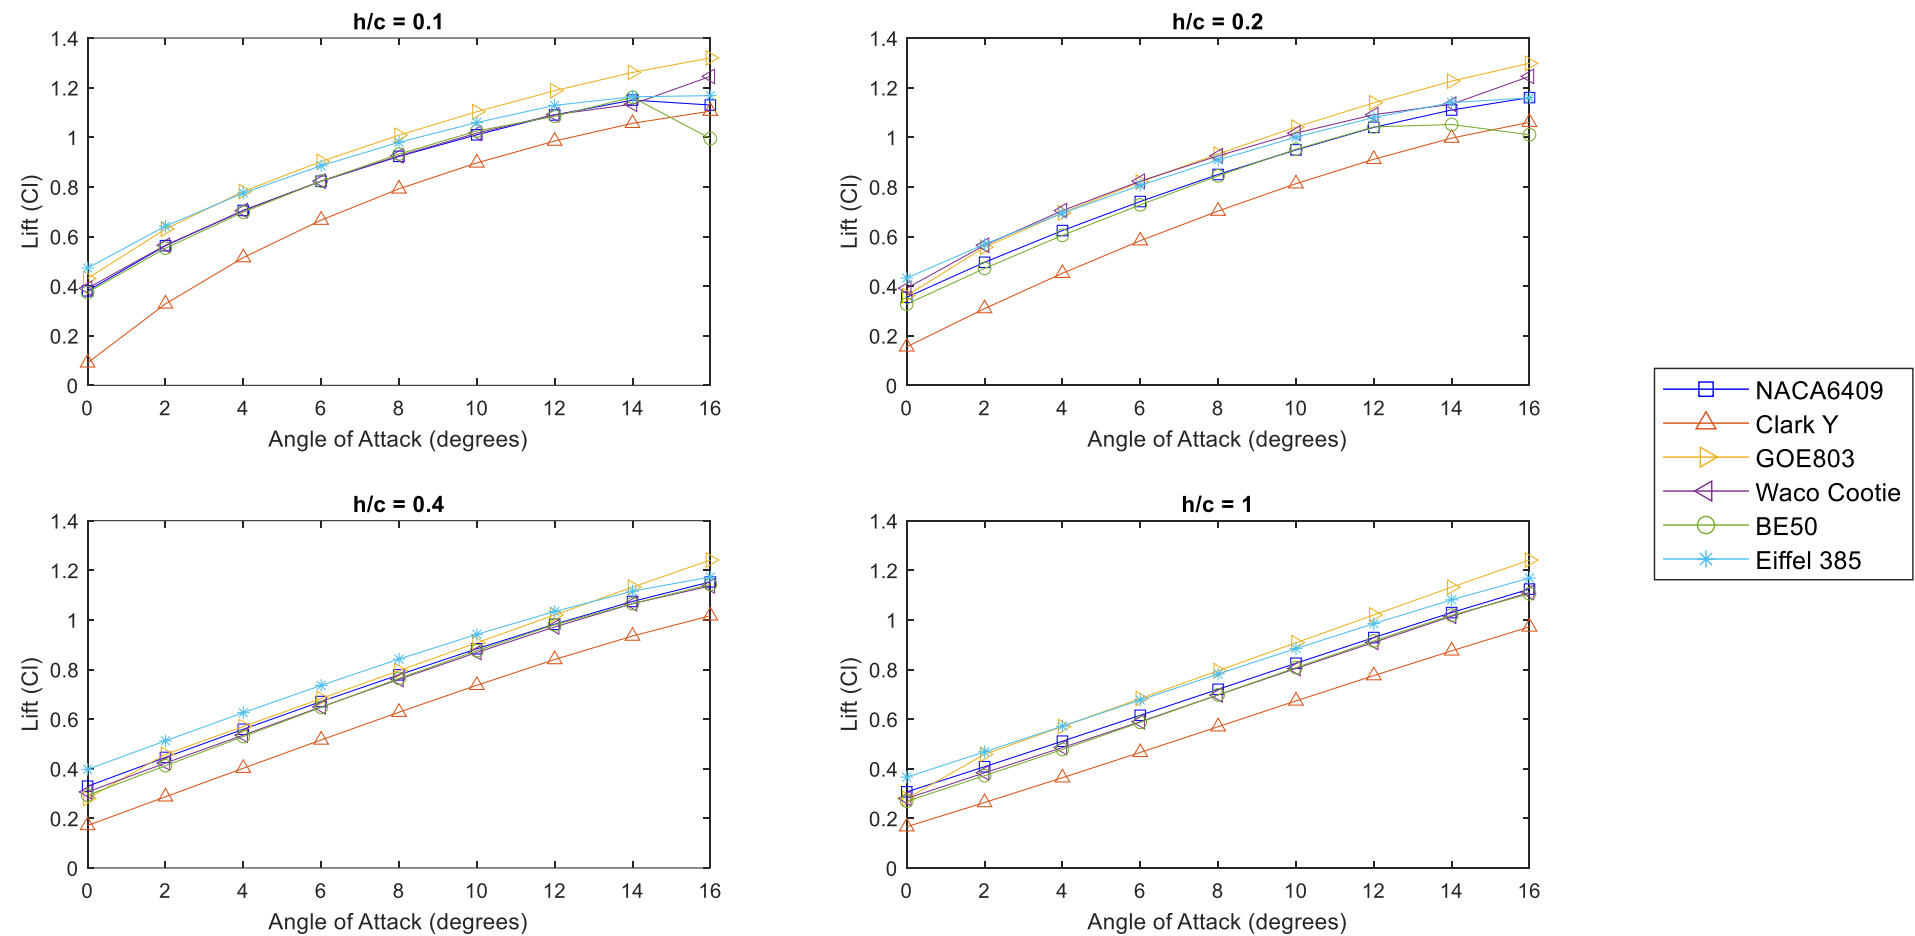 h/c = 0.1
1.4
1.2
1
0.8
0.6
0.4
0.2
0
Lift (Cl)
0 2 4 6 8 10 12 14 16
Angle of Attack (degrees)
h/c = 0.2
1.4
1.2
1
0.8
0.6
0.4
0.2
0
Lift (Cl)
0 2 4 6 8 10 12 14 16
Angle of Attack (degrees)
h/c = 0.4
1.4
1.2
1
0.8
0.6
0.4
0.2
0
Lift (Cl)
0 2 4 6 8 10 12 14 16
Angle of Attack (degrees)
h/c = 1
1.4
1.2
1
0.8
0.6
0.4
0.2
0
Lift (Cl)
0 2 4 6 8 10 12 14 16
Angle of Attack (degrees)
NACA6409
Clark Y
GOE803
Waco Cootie
BE50
Eiffel 385